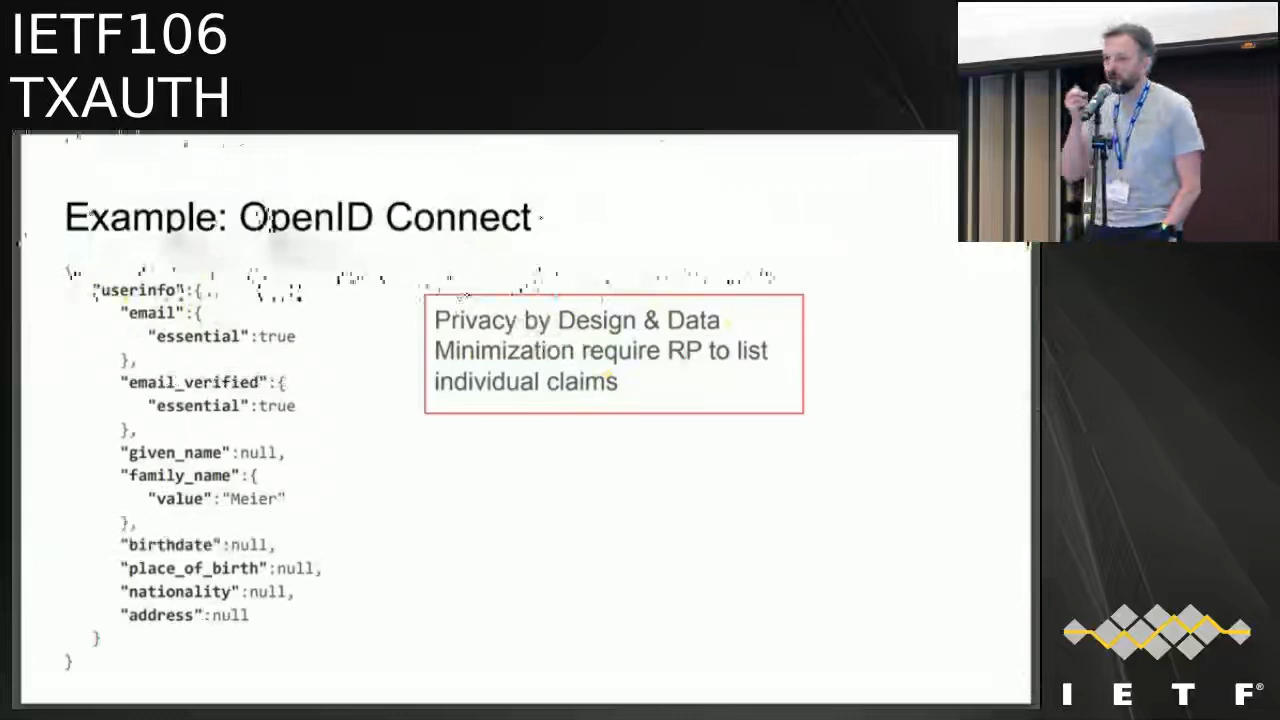 IETF106
TXAUTH
Example: OpenID Connect
{
"userinfo":{
"email":{
"essential":true
},
"email_verified":{
"essential":true
},
"given_name":null,
"family_name":{
"value":"Meier"
},
"birthdate":null,
"place_of_birth":null,
"nationality":null,
"address":null
}
}
Privacy by Design & Data
Minimization require RP to list
individual claims
I E T F®